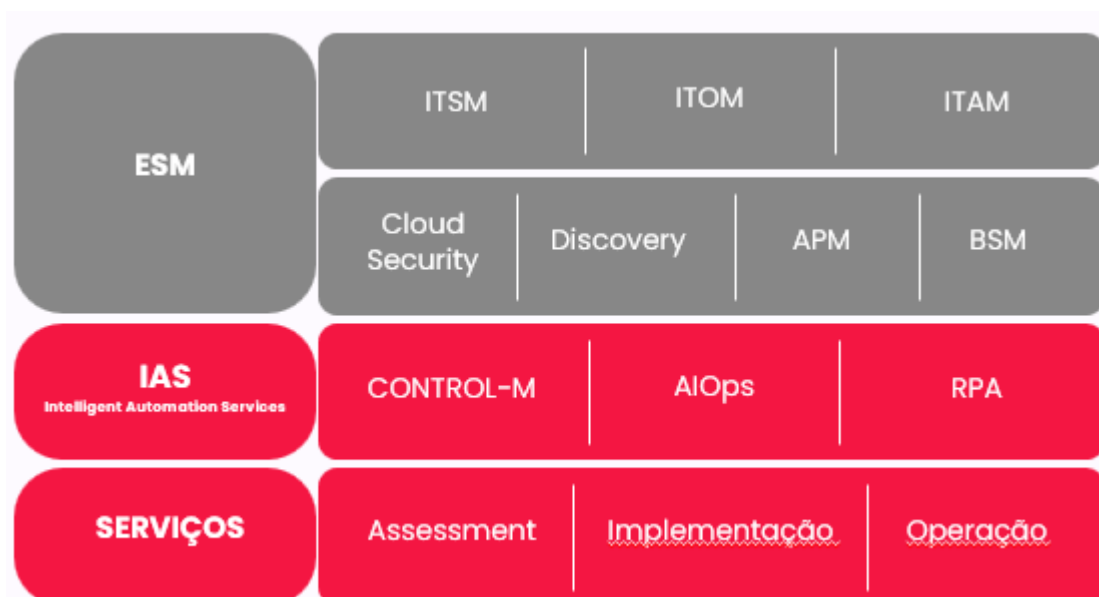 ESM
ITSM
ITOM
ITAM
Cloud
Security
Discovery
APM
BSM
IAS
Intelligent Automation Services
CONTROL-M
AIOps
RPA
SERVIÇOS
Assessment
Implementação
Operação